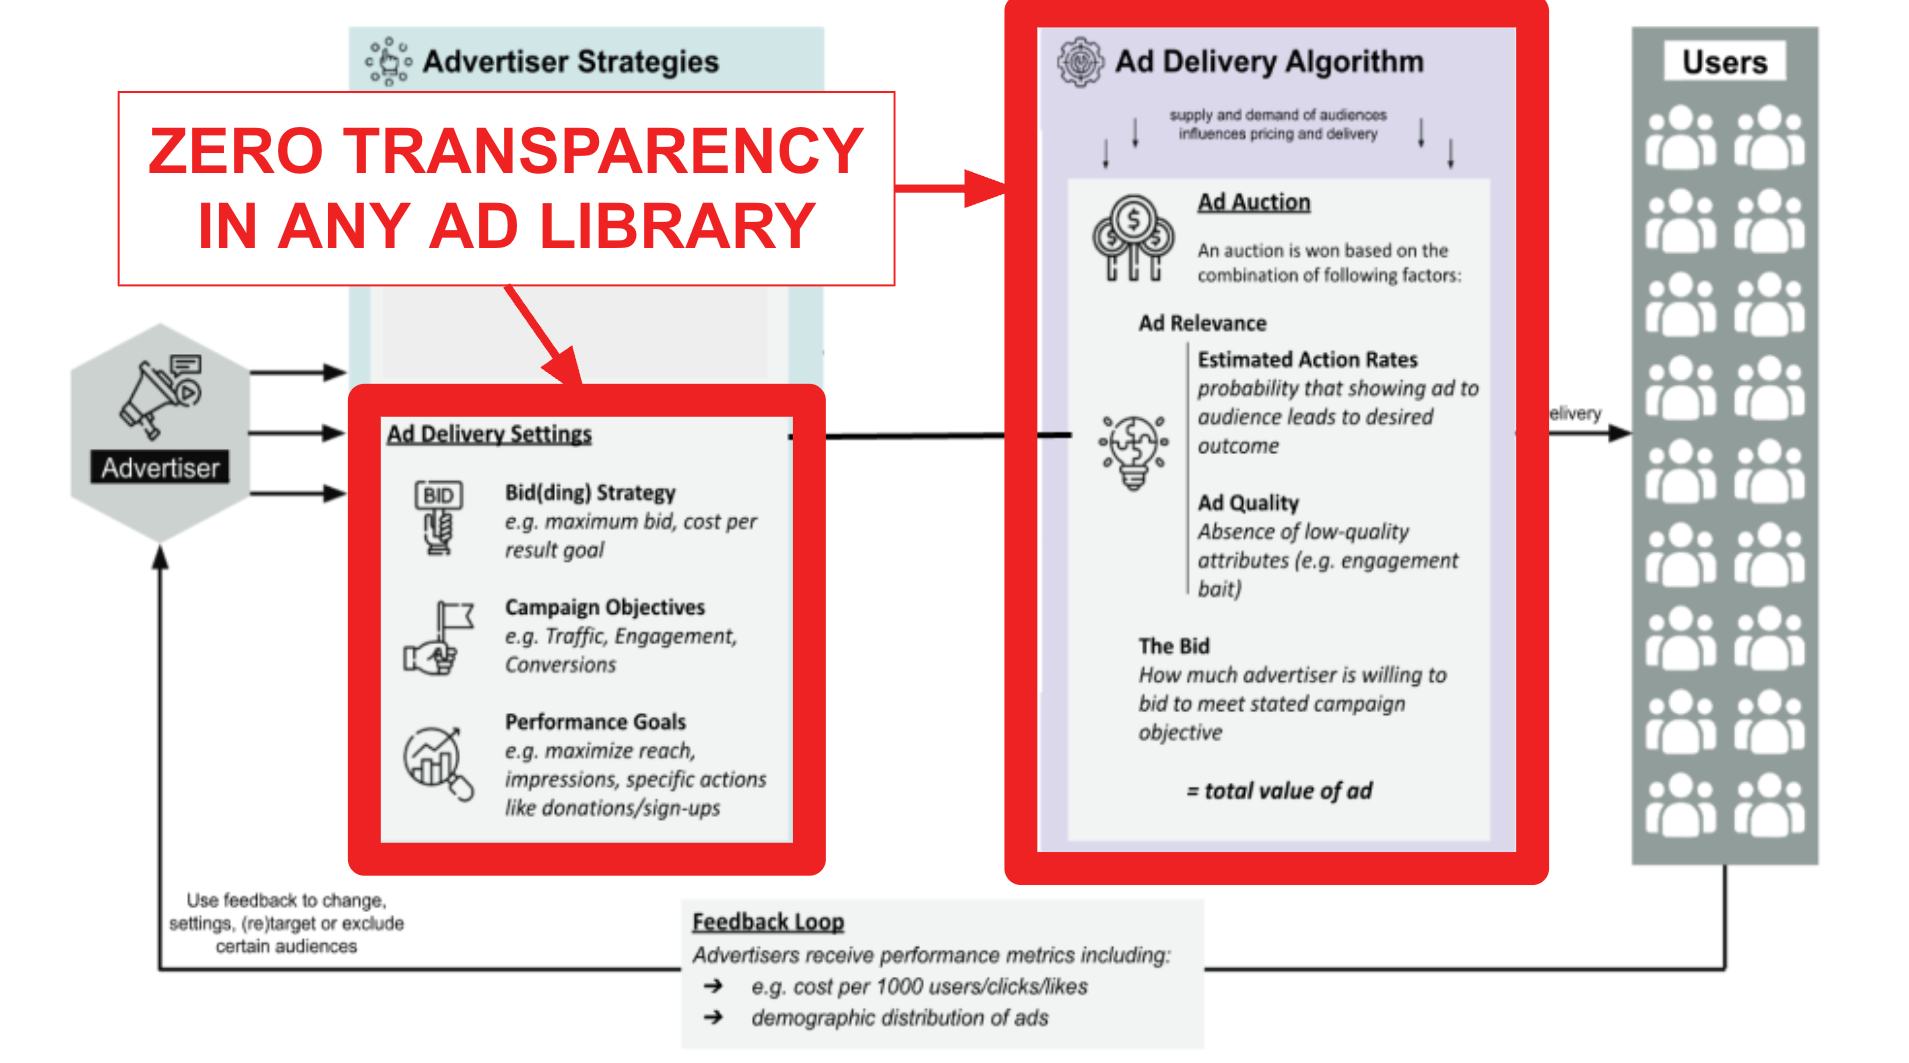 Advertiser Strategies
ZERO TRANSPARENCY
IN ANY AD LIBRARY
Advertiser
Ad Delivery Settings
BID
Bid(ding) Strategy
e.g. maximum bid, cost per
result goal
Campaign Objectives
e.g. Traffic, Engagement,
Conversions
Performance Goals
e.g. maximize reach,
impressions, specific actions
like donations/sign-ups
Ad Delivery Algorithm
supply and demand of audiences
influences pricing and delivery
Ad Auction
An auction is won based on the
combination of following factors:
Ad Relevance
Estimated Action Rates
probability that showing ad to
audience leads to desired
outcome
Ad Quality
Absence of low-quality
attributes (e.g. engagement
bait)
The Bid
How much advertiser is willing to
bid to meet stated campaign
objective
= total value of ad
elivery
Users
Use feedback to change,
settings, (re)target or exclude
certain audiences
Feedback Loop
Advertisers receive performance metrics including:
➔ e.g. cost per 1000 users/clicks/likes
➔ demographic distribution of ads